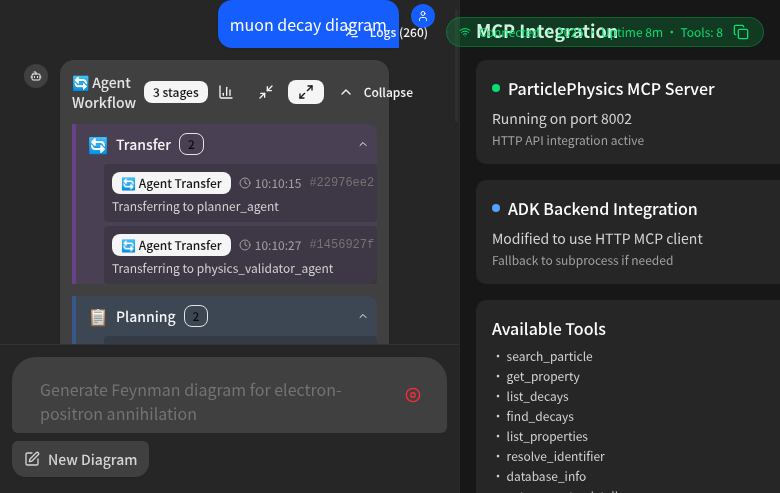 muon decay diagram
Logs (260)
Uptime 8m • Tools: 8
MCP Integration
Agent
Workflow
3 stages
Collapse
Transfer 2
Agent Transfer 10:10:15 #22976ee2
Transferring to planner_agent
Agent Transfer 10:10:27 #1456927f
Transferring to physics_validator_agent
Planning 2
Generate Feynman diagram for electron-
positron annihilation
New Diagram
ParticlePhysics MCP Server
Running on port 8002
HTTP API integration active
ADK Backend Integration
Modified to use HTTP MCP client
Fallback to subprocess if needed
Available Tools
• search_particle
• get_property
• list_decays
• find_decays
• list_properties
• resolve_identifier
• database_info